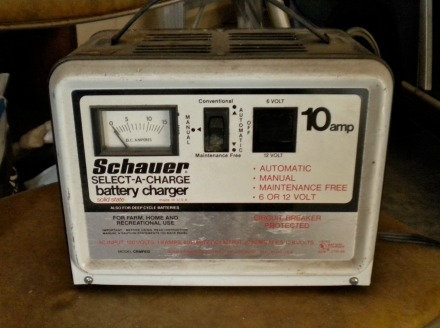 Conventional
6 VOLT
10 amp
MANUAL
AUTOMATIC
OFF
0 5 10 15
D.C. AMPERES
Maintenance Free
12 VOLT
Schauer
SELECT-A-CHARGE
battery charger
solid state
MADE IN U.S.A.
• AUTOMATIC
• MANUAL
• MAINTENANCE FREE
• 6 OR 12 VOLT
ALSO FOR DEEP CYCLE BATTERIES
FOR FARM, HOME AND
RECREATIONAL USE
CIRCUIT BREAKER
PROTECTED